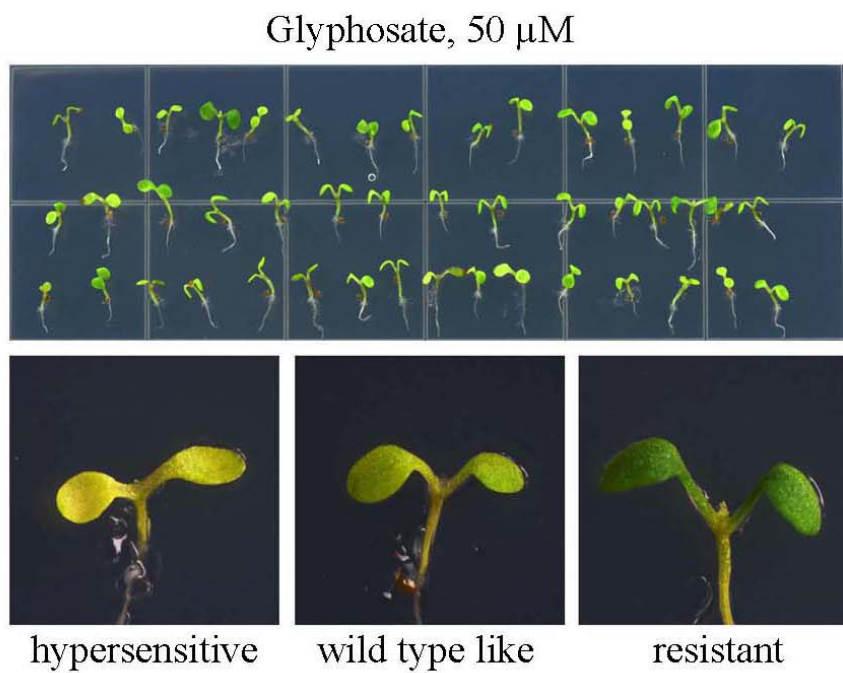 Glyphosate, 50 µM
hypersensitive
wild type like
resistant